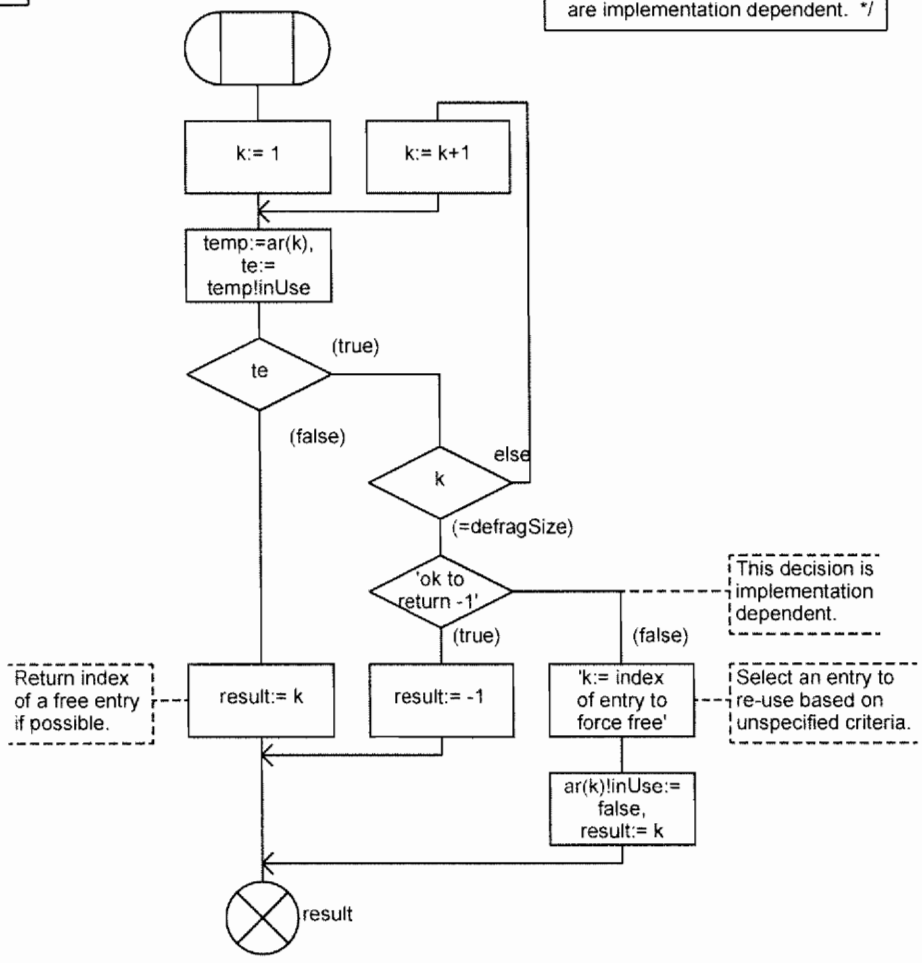 are implementation dependent. */
k:= 1
k:= k+1
temp:=ar(k),
te:=
temp!inUse
te
(true)
(false)
k
else
(=defragSize)
'ok to
return -1'
(true)
(false)
This decision is
implementation
dependent.
Return index
of a free entry
if possible.
result:= k
result:= -1
'k:= index
of entry to
force free'
Select an entry to
re-use based on
unspecified criteria.
ar(k)!inUse:=
false,
result:= k
result